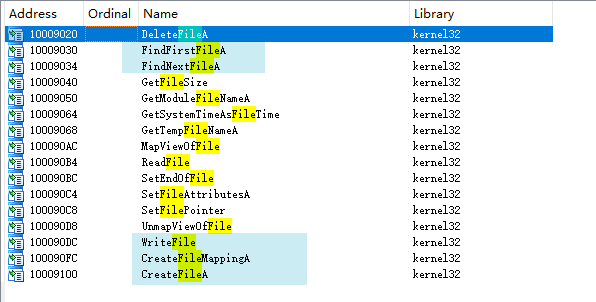 Address Ordinal Name Library
10009020 DeleteFileA kernel32
10009030 FindFirstFileA kernel32
10009034 FindNextFileA kernel32
10009040 GetFileSize kernel32
10009050 GetModuleFileNameA kernel32
10009064 GetSystemTimeAsFileTime kernel32
10009068 GetTempFileNameA kernel32
100090AC MapViewOfFile kernel32
100090B4 ReadFile kernel32
100090BC SetEndOfFile kernel32
100090C4 SetFileAttributesA kernel32
100090C8 SetFilePointer kernel32
100090D8 UnmapViewOfFile kernel32
100090DC WriteFile kernel32
100090FC CreateFileMappingA kernel32
10009100 CreateFileA kernel32